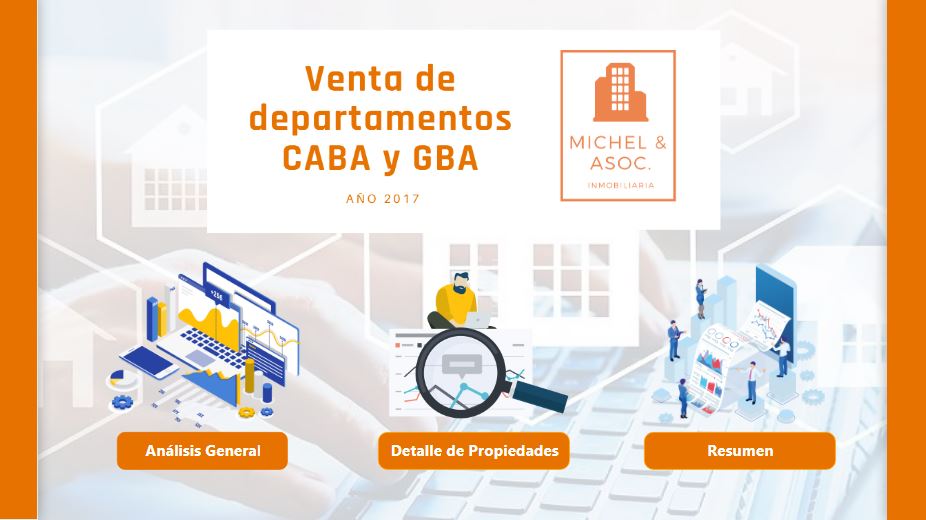 Venta de
departamentos
CABA y GBA
AÑO 2017
MICHEL &
ASOC.
INMOBILIARIA
Análisis General
Detalle de Propiedades
Resumen